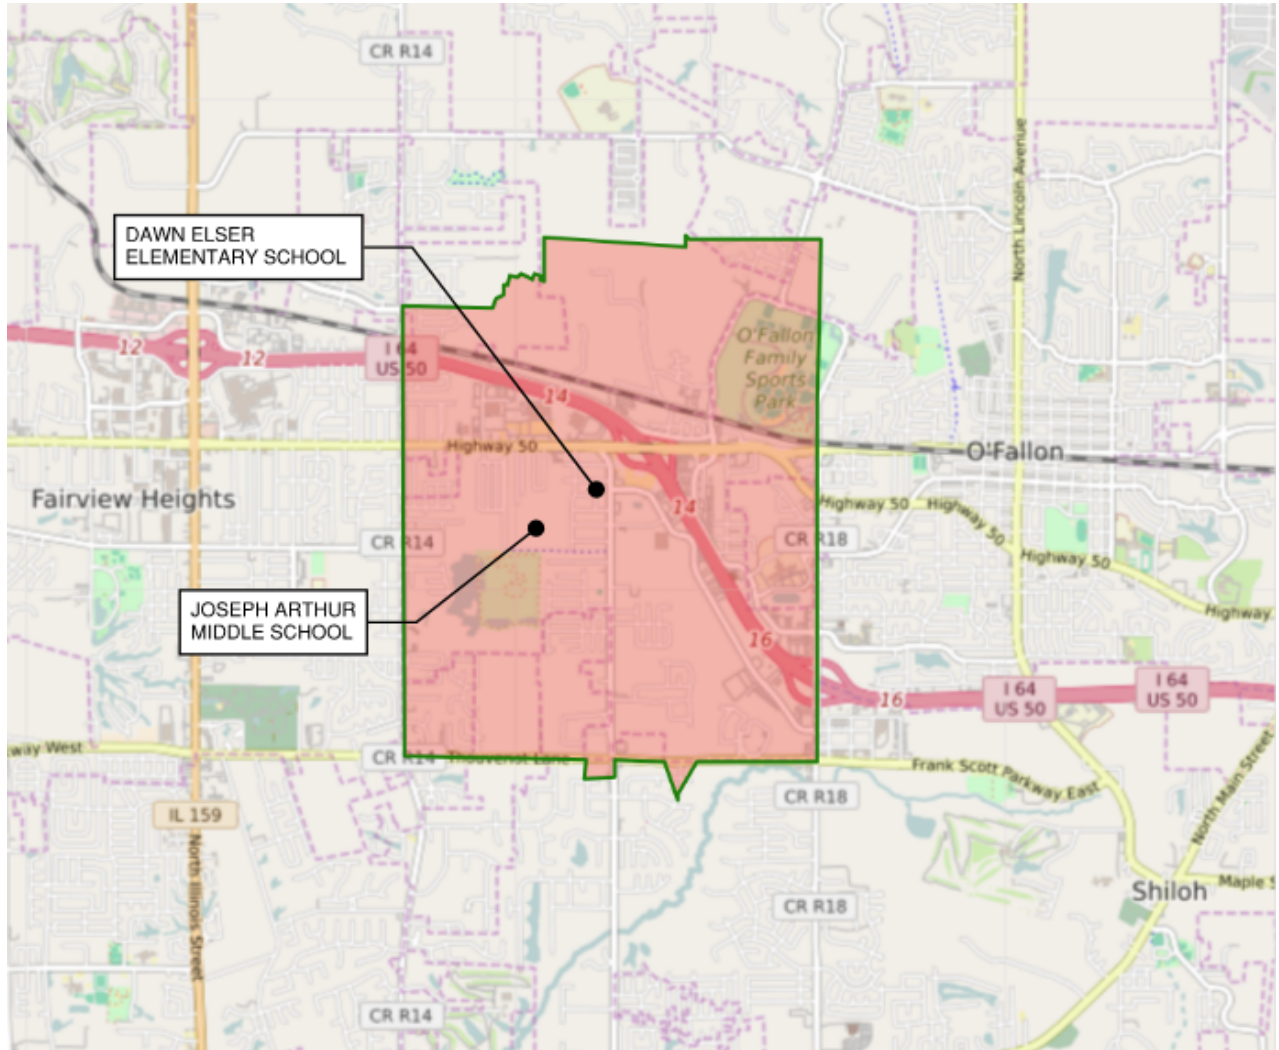 CR R14
North Lincoln Avenue
DAWN ELSER
ELEMENTARY SCHOOL
12
12
I 64
US 50
14
O'Fallon
Family
Sports
Park
Highway 50
O'Fallon
Fairview Heights
14
Highway 50
Highway 50
CR R14
CR R18
Highway 50
JOSEPH ARTHUR
MIDDLE SCHOOL
Highway
16
16
I 64
US 50
I 64
US 50
way West
CR R14
Thouvenot Lane
Frank Scott Parkway East
North Main Street
CR R18
IL 159
North Illinois Street
Shiloh
Maple S
CR R18
CR R14